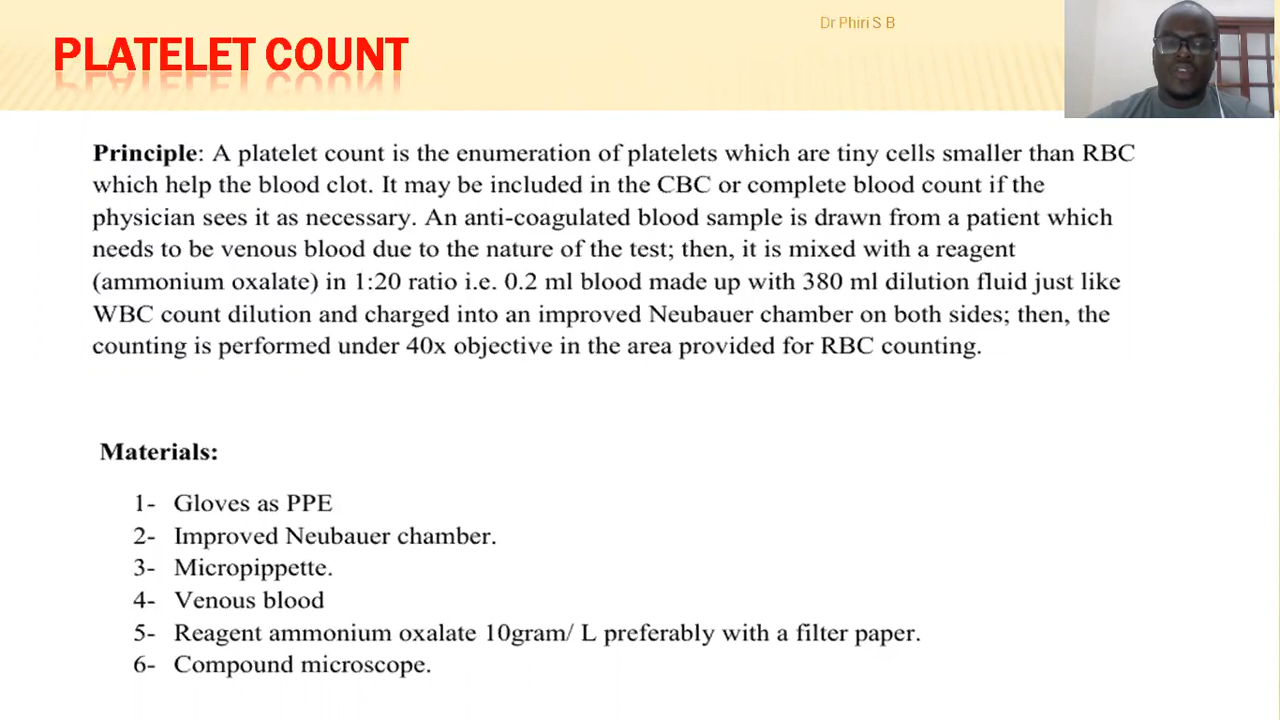 Dr Phiri S B
PLATELET COUNT
Principle: A platelet count is the enumeration of platelets which are tiny cells smaller than RBC
which help the blood clot. It may be included in the CBC or complete blood count if the
physician sees it as necessary. An anti-coagulated blood sample is drawn from a patient which
needs to be venous blood due to the nature of the test; then, it is mixed with a reagent
(ammonium oxalate) in 1:20 ratio i.e. 0.2 ml blood made up with 380 ml dilution fluid just like
WBC count dilution and charged into an improved Neubauer chamber on both sides; then, the
counting is performed under 40x objective in the area provided for RBC counting.
Materials:
1- Gloves as PPE
2- Improved Neubauer chamber.
3- Micropippette.
4- Venous blood
5- Reagent ammonium oxalate 10gram/ L preferably with a filter paper.
6- Compound microscope.